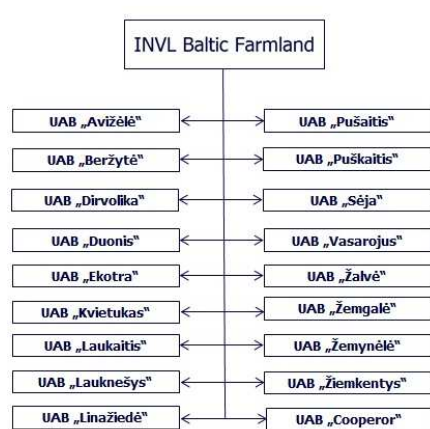 INVL Baltic Farmland
UAB „Avižėlė“
UAB „Pušaitis“
UAB „Beržytė“
UAB „Puškaitis“
UAB „Dirvolika“
UAB „Sėja“
UAB „Duonis“
UAB „Vasarojus“
UAB „Ekotra“
UAB „Žalvė“
UAB „Kvietukas“
UAB „Žemgalė“
UAB „Laukaitis“
UAB „Žemynėlė“
UAB „Lauknešys“
UAB „Žiemkentys“
UAB „Linažiedė“
UAB „Cooperor“